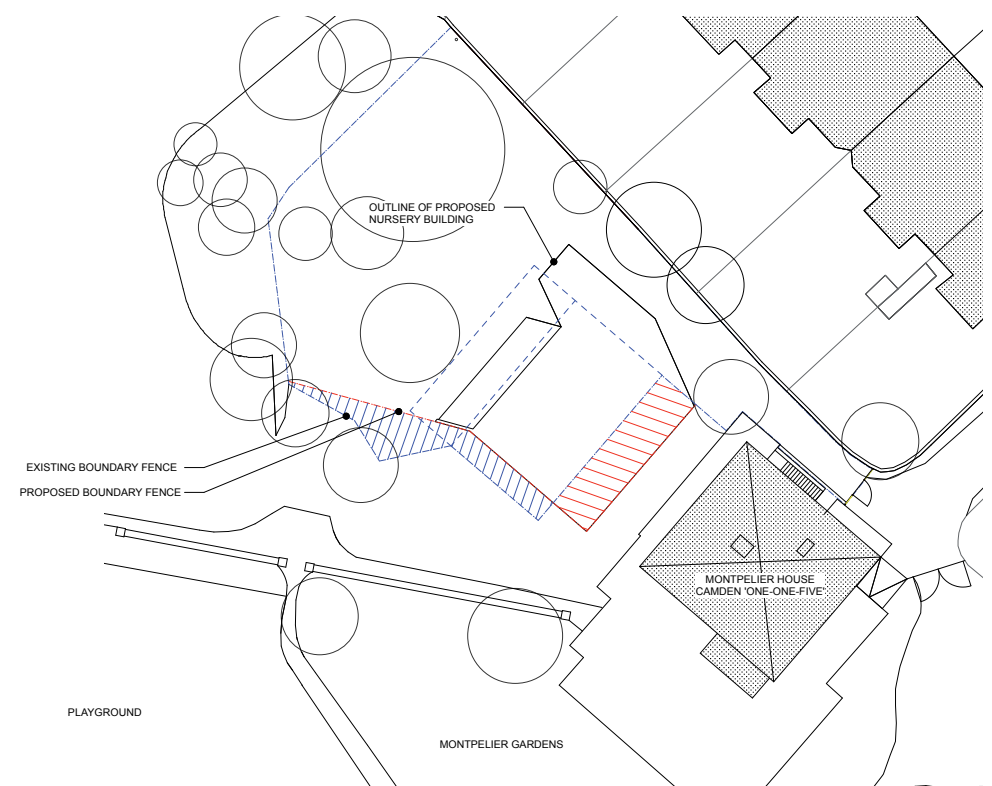 OUTLINE OF PROPOSED
NURSERY BUILDING
EXISTING BOUNDARY FENCE
PROPOSED BOUNDARY FENCE
MONTPELIER HOUSE
CAMDEN 'ONE-ONE-FIVE"
PLAYGROUND
MONTPELIER GARDENS